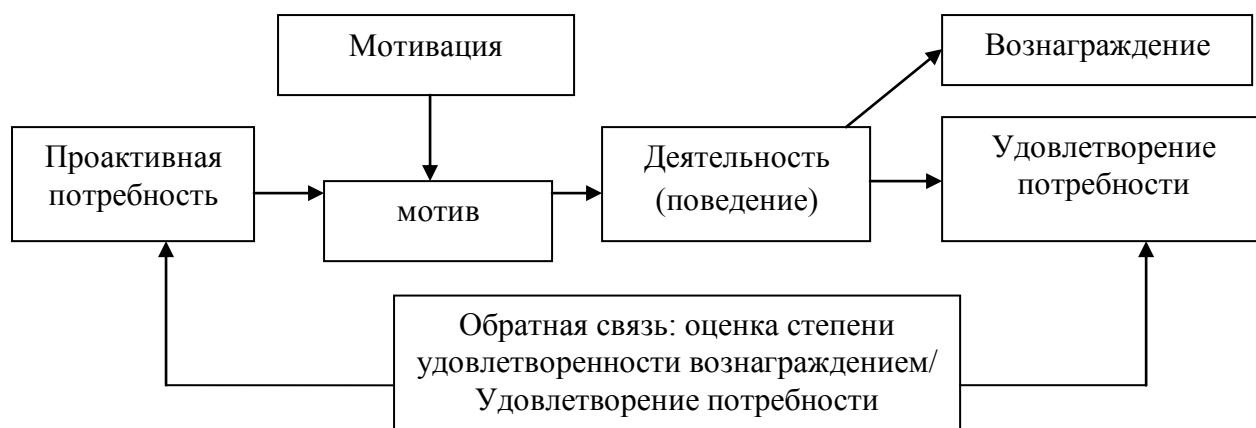 Мотивация
Вознаграждение
Проактивная
потребность
мотив
Деятельность
(поведение)
Удовлетворение
потребности
Обратная связь: оценка степени
удовлетворенности вознаграждением/
Удовлетворение потребности